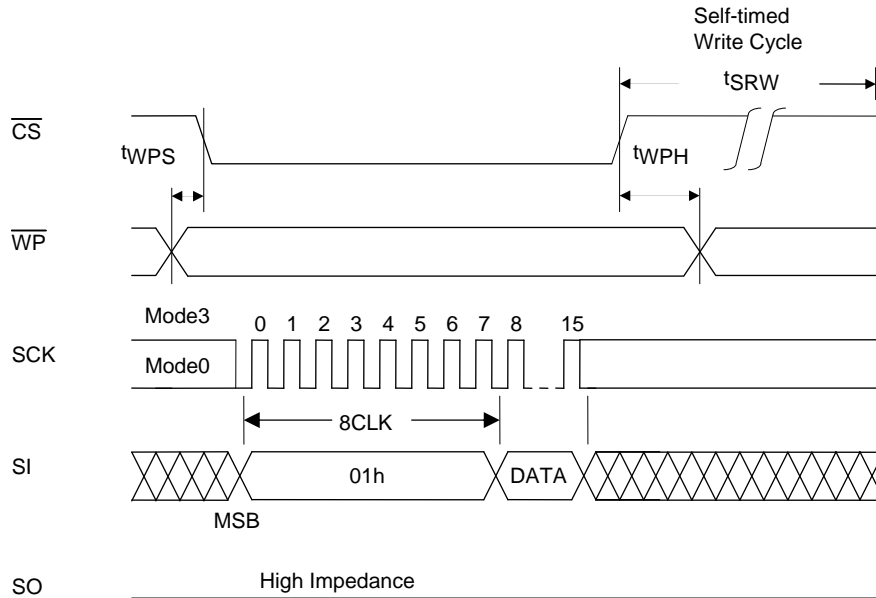 Self-timed
Write Cycle
tSRW
CS
tWPS
tWPH
WP
Mode3
0 1 2 3 4 5 6 7 8 15
SCK
Mode0
8CLK
SI
01h
DATA
MSB
SO
High Impedance